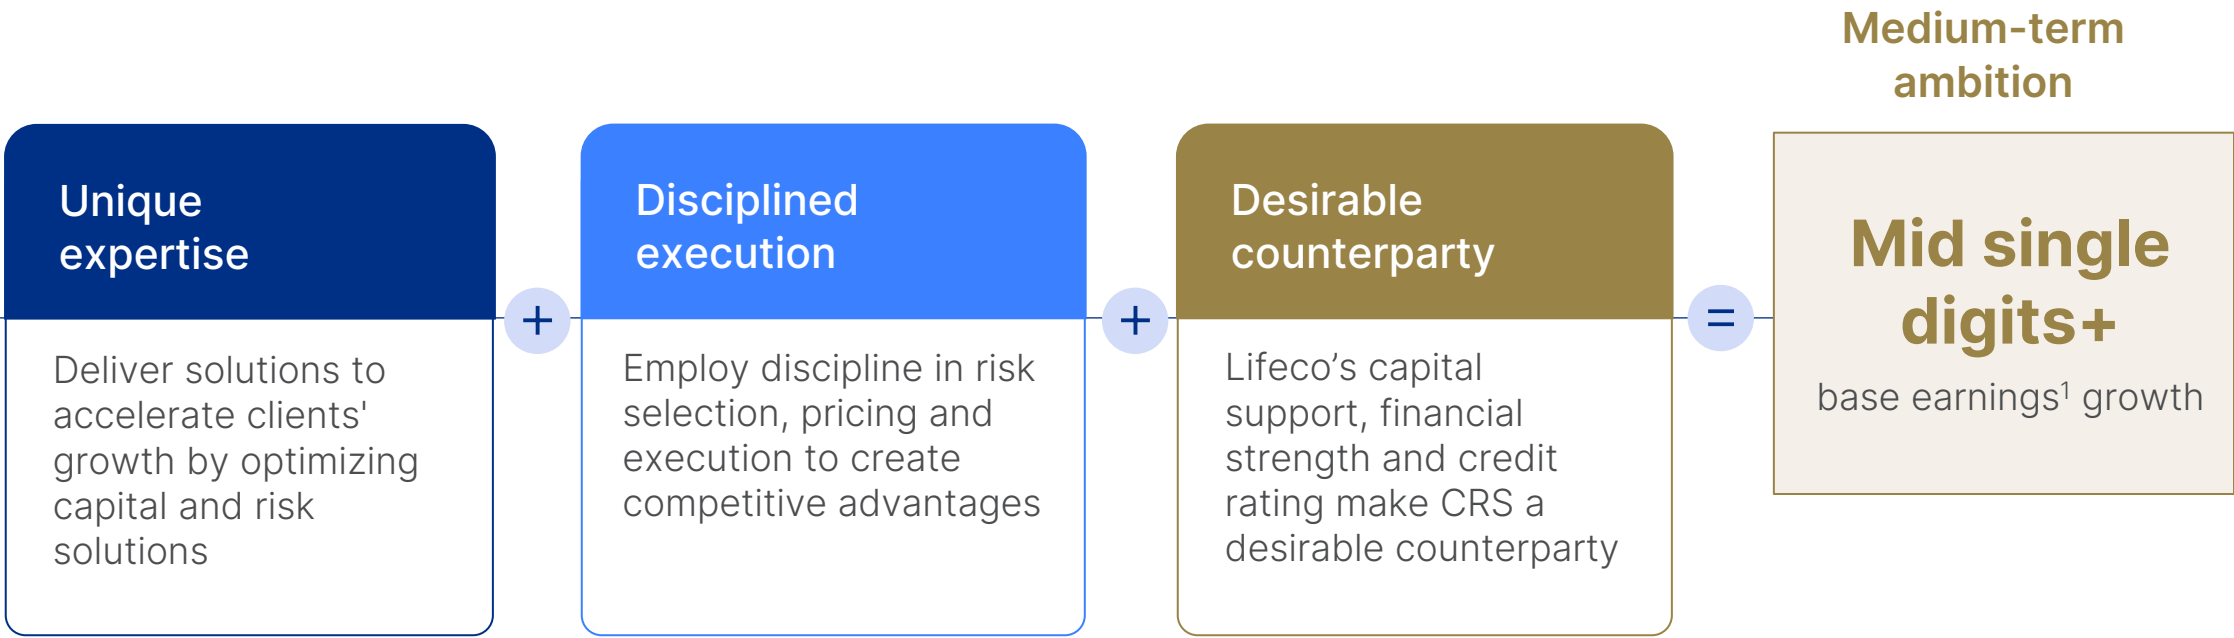 Medium-term
ambition
Unique
expertise
Deliver solutions to
accelerate clients'
growth by optimizing
capital and risk
solutions
+
Disciplined
execution
Employ discipline in risk
selection, pricing and
execution to create
competitive advantages
+
Desirable
counterparty
Lifeco’s capital
support, financial
strength and credit
rating make CRS a
desirable counterparty
=
Mid single
digits+
base earnings¹ growth